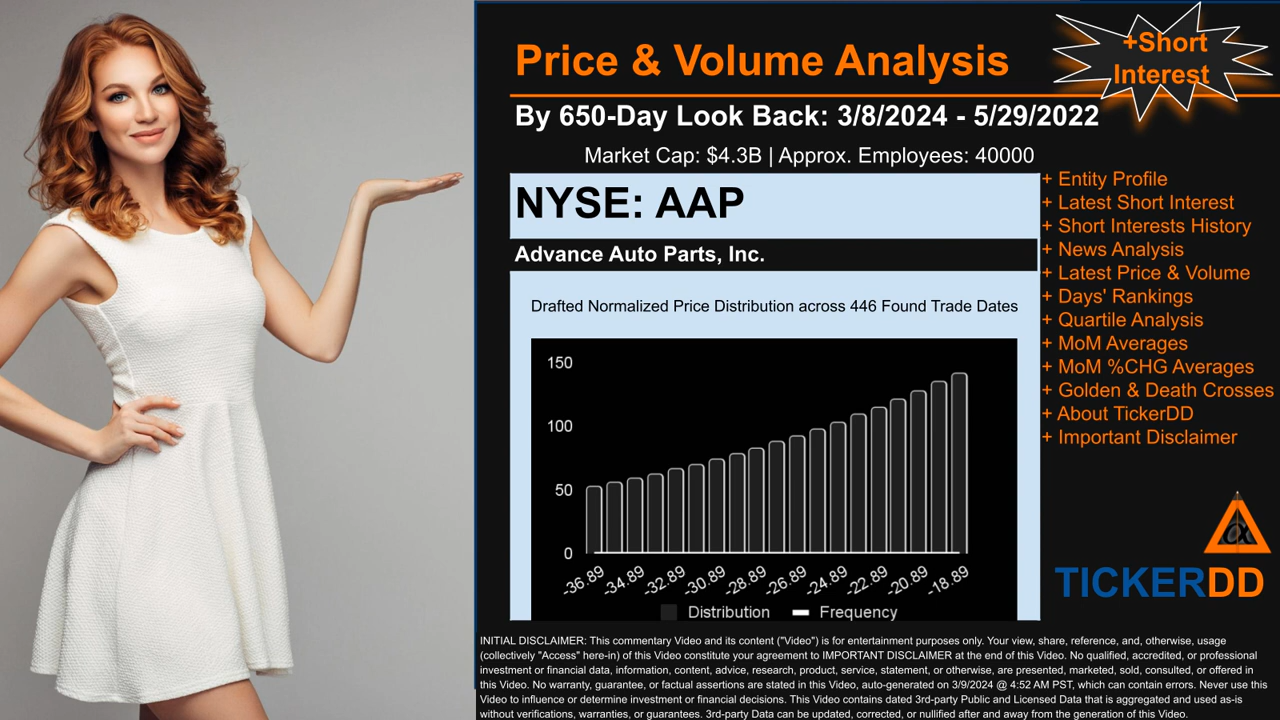 Price & Volume Analysis
+Short
Interest
By 650-Day Look Back: 3/8/2024 - 5/29/2022
Market Cap: $4.3B | Approx. Employees: 40000
NYSE: AAP
Advance Auto Parts, Inc.
Drafted Normalized Price Distribution across 446 Found Trade Dates
150
100
50
0
-36.89 -34.89 -32.89 -30.89 -28.89 -26.89 -24.89 -22.89 -20.89 -18.89
Distribution Frequency
+ Entity Profile
+ Latest Short Interest
+ Short Interests History
+ News Analysis
+ Latest Price & Volume
+ Days' Rankings
+ Quartile Analysis
+ MoM Averages
+ MoM %CHG Averages
+ Golden & Death Crosses
+ About TickerDD
+ Important Disclaimer
TICKERDD
INITIAL DISCLAIMER: This commentary Video and its content ("Video") is for entertainment purposes only. Your view, share, reference, and, otherwise, usage
(collectively "Access" here-in) of this Video constitute your agreement to IMPORTANT DISCLAIMER at the end of this Video. No qualified, accredited, or professional
investment or financial data, information, content, advice, research, product, service, statement, or otherwise, are presented, marketed, sold, consulted, or offered in
this Video. No warranty, guarantee, or factual assertions are stated in this Video, auto-generated on 3/9/2024 @ 4:52 AM PST, which can contain errors. Never use this
Video to influence or determine investment or financial decisions. This Video contains dated 3rd-party Public and Licensed Data that is aggregated and used as-is
without verifications, warranties, or guarantees. 3rd-party Data can be updated, corrected, or nullified after and away from the generation of this Video.